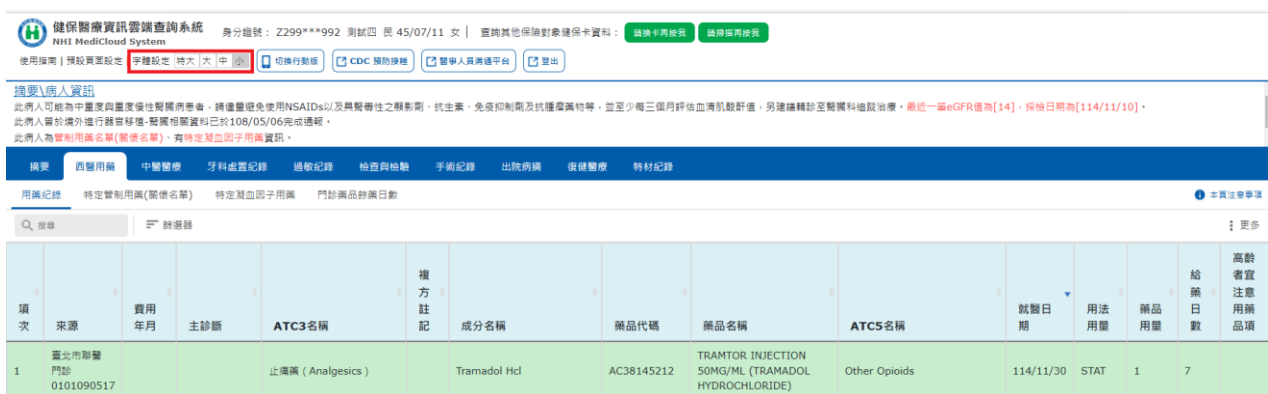 健保醫療資訊雲端查詢系統 身分證號： Z299***992 測試四 民 45/07/11 女 | 查詢其他保險對象健保卡資料： 請換卡再按我 請掃描再按我
NHI MediCloud System
使用指南 | 預設頁面設定 字體設定 特大 大 中 小 切換行動版 CDC 預防接種 醫事人員溝通平台 登出
摘要\病人資訊
此病人可能為中重度與重度慢性腎臟病患者，請儘量避免使用NSAIDs以及具腎毒性之顯影劑、抗生素、免疫抑制劑及抗腫瘤藥物等，並至少每三個月評估血清肌酸酐值，另建議轉診至腎臟科追蹤治療，最近一筆eGFR值為[14]，採檢日期為[114/11/10]。
此病人曾於境外進行器官移植-腎臟相關資料已於108/05/06完成通報。
此病人為管制用藥名單(關懷名單)、有特定凝血因子用藥資訊。
摘要 西醫用藥 中醫醫療 牙科處置紀錄 過敏紀錄 檢查與檢驗 手術紀錄 出院病摘 復健醫療 特材紀錄
用藥紀錄 特定管制用藥(關懷名單) 特定凝血因子用藥 門診藥品餘藥日數 本頁注意事項
搜尋 篩選器 更多
項次 來源 費用年月 主診斷 ATC3名稱 複方註記 成分名稱 藥品代碼 藥品名稱 ATC5名稱 就醫日期 用法用量 藥品用量 給藥日數 高齡者宜注意用藥品項
臺北市聯醫 TRAMTOR INJECTION
1 門診 止痛藥（Analgesics） Tramadol Hcl AC38145212 50MG/ML (TRAMADOL Other Opioids 114/11/30 STAT 1 7
0101090517 HYDROCHLORIDE)